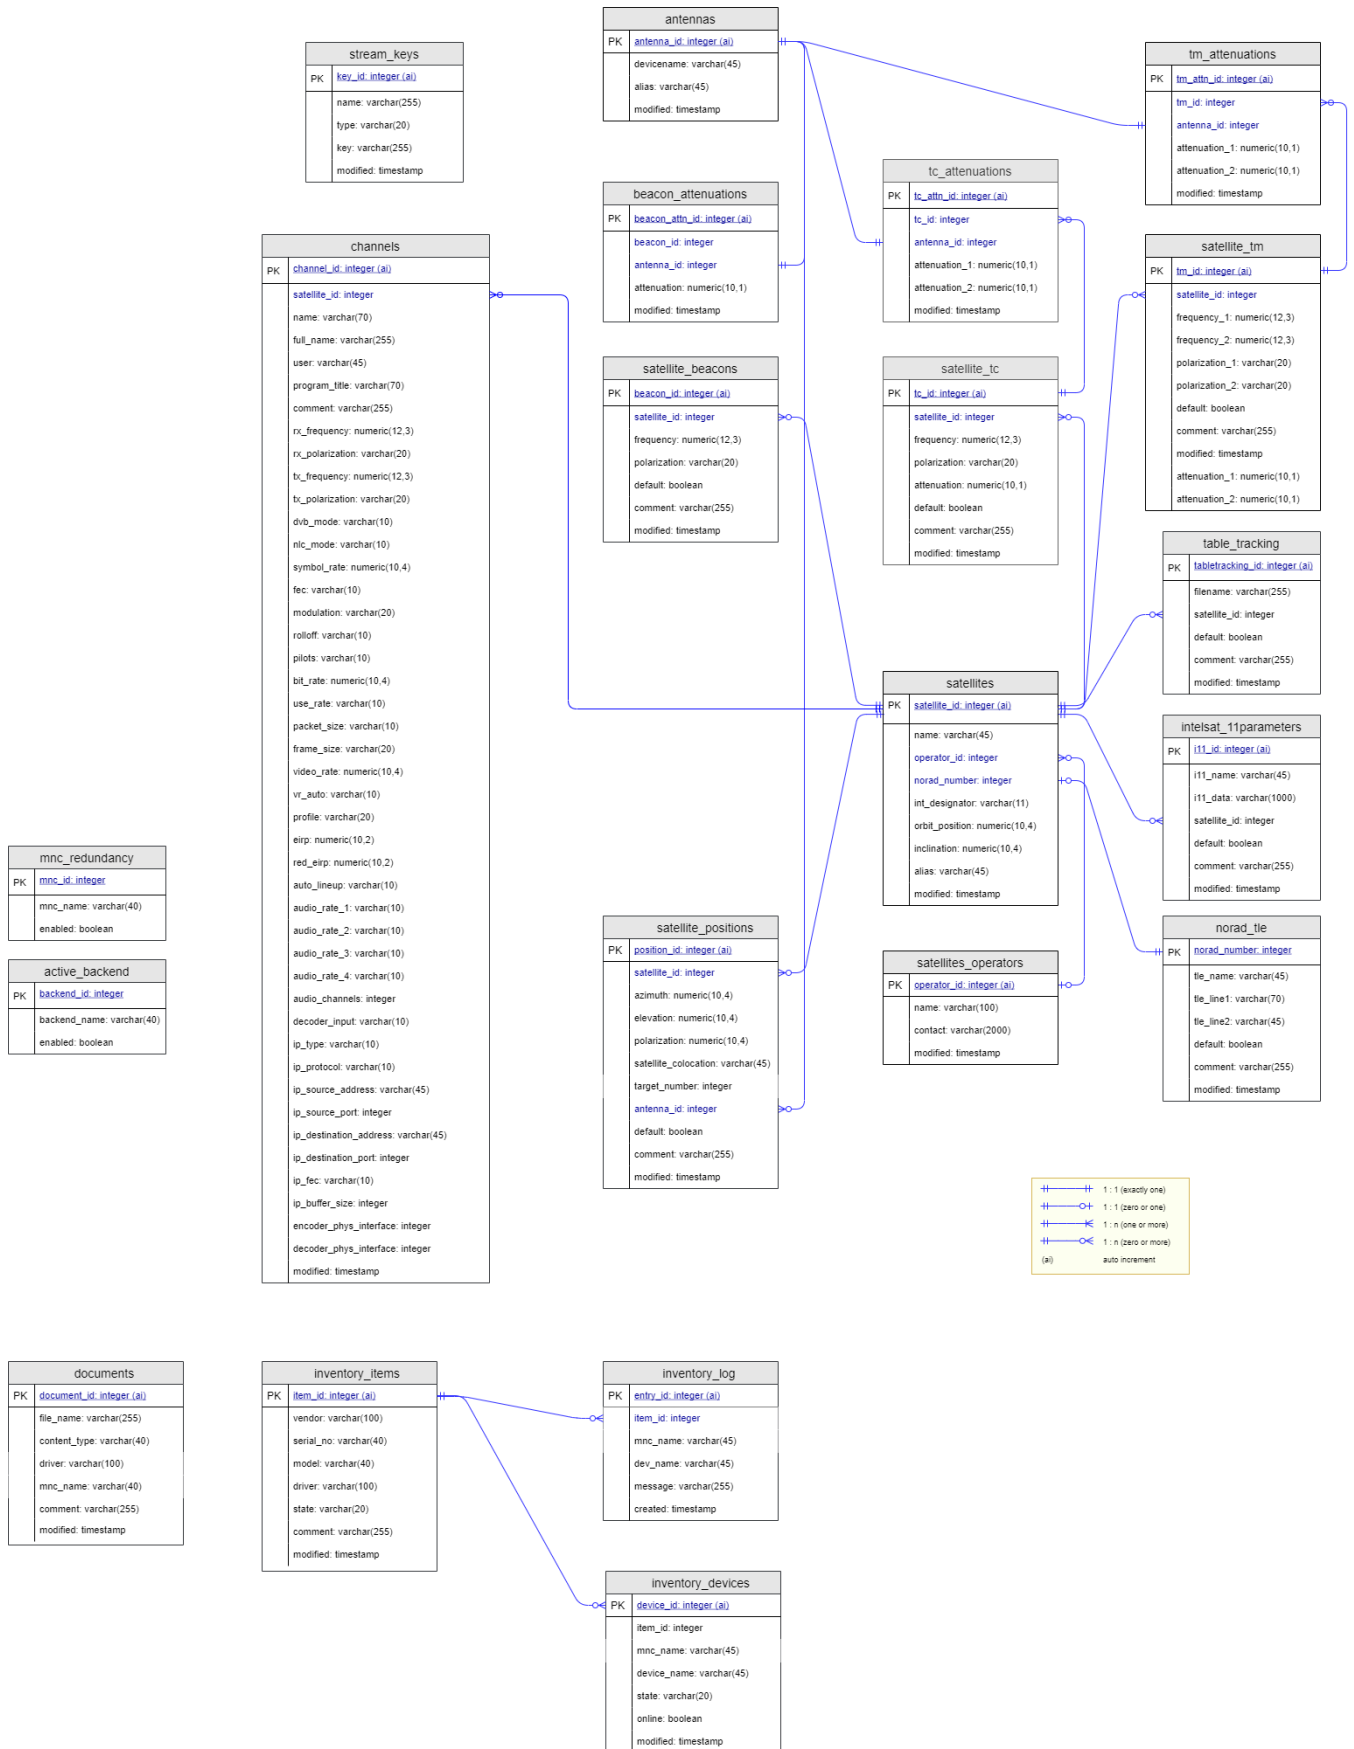 antennas
PK antenna_id: integer (ai)
devicename: varchar(45)
alias: varchar(45)
modified: timestamp
stream_keys
PK key_id: integer (ai)
name: varchar(255)
type: varchar(20)
key: varchar(255)
modified: timestamp
tm_attenuations
PK tm_attn_id: integer (ai)
tm_id: integer
antenna_id: integer
attenuation_1: numeric(10,1)
attenuation_2: numeric(10,1)
modified: timestamp
tc_attenuations
PK tc_attn_id: integer (ai)
tc_id: integer
antenna_id: integer
attenuation_1: numeric(10,1)
attenuation_2: numeric(10,1)
modified: timestamp
beacon_attenuations
PK beacon_attn_id: integer (ai)
beacon_id: integer
antenna_id: integer
attenuation: numeric(10,1)
modified: timestamp
channels
PK channel_id: integer (ai)
satellite_id: integer
name: varchar(70)
full_name: varchar(255)
user: varchar(45)
program_title: varchar(70)
comment: varchar(255)
rx_frequency: numeric(12,3)
rx_polarization: varchar(20)
tx_frequency: numeric(12,3)
tx_polarization: varchar(20)
dvb_mode: varchar(10)
nlc_mode: varchar(10)
symbol_rate: numeric(10,4)
fec: varchar(10)
modulation: varchar(20)
rolloff: varchar(10)
pilots: varchar(10)
bit_rate: numeric(10,4)
use_rate: varchar(10)
packet_size: varchar(10)
frame_size: varchar(20)
video_rate: numeric(10,4)
vr_auto: varchar(10)
profile: varchar(20)
eirp: numeric(10,2)
red_eirp: numeric(10,2)
auto_lineup: varchar(10)
audio_rate_1: varchar(10)
audio_rate_2: varchar(10)
audio_rate_3: varchar(10)
audio_rate_4: varchar(10)
audio_channels: integer
decoder_input: varchar(10)
ip_type: varchar(10)
ip_protocol: varchar(10)
ip_source_address: varchar(45)
ip_source_port: integer
ip_destination_address: varchar(45)
ip_destination_port: integer
ip_fec: varchar(10)
ip_buffer_size: integer
encoder_phys_interface: integer
decoder_phys_interface: integer
modified: timestamp
satellite_tm
PK tm_id: integer (ai)
satellite_id: integer
frequency_1: numeric(12,3)
frequency_2: numeric(12,3)
polarization_1: varchar(20)
polarization_2: varchar(20)
default: boolean
comment: varchar(255)
modified: timestamp
attenuation_1: numeric(10,1)
attenuation_2: numeric(10,1)
satellite_beacons
PK beacon_id: integer (ai)
satellite_id: integer
frequency: numeric(12,3)
polarization: varchar(20)
default: boolean
comment: varchar(255)
modified: timestamp
satellite_tc
PK tc_id: integer (ai)
satellite_id: integer
frequency: numeric(12,3)
polarization: varchar(20)
attenuation: numeric(10,1)
default: boolean
comment: varchar(255)
modified: timestamp
table_tracking
PK tabletracking_id: integer (ai)
filename: varchar(255)
satellite_id: integer
default: boolean
comment: varchar(255)
modified: timestamp
satellites
PK satellite_id: integer (ai)
name: varchar(45)
operator_id: integer
norad_number: integer
int_designator: varchar(11)
orbit_position: numeric(10,4)
inclination: numeric(10,4)
alias: varchar(45)
modified: timestamp
intelsat_11parameters
PK i11_id: integer (ai)
i11_name: varchar(45)
i11_data: varchar(1000)
satellite_id: integer
default: boolean
comment: varchar(255)
modified: timestamp
mnc_redundancy
PK mnc_id: integer
mnc_name: varchar(40)
enabled: boolean
active_backend
PK backend_id: integer
backend_name: varchar(40)
enabled: boolean
satellite_positions
PK position_id: integer (ai)
satellite_id: integer
azimuth: numeric(10,4)
elevation: numeric(10,4)
polarization: numeric(10,4)
satellite_colocation: varchar(45)
target_number: integer
antenna_id: integer
default: boolean
comment: varchar(255)
modified: timestamp
satellites_operators
PK operator_id: integer (ai)
name: varchar(100)
contact: varchar(2000)
modified: timestamp
norad_tle
PK norad_number: integer
tle_name: varchar(45)
tle_line1: varchar(70)
tle_line2: varchar(45)
default: boolean
comment: varchar(255)
modified: timestamp
1 : 1 (exactly one)
1 : 1 (zero or one)
1 : n (one or more)
1 : n (zero or more)
(ai) auto increment
documents
PK document_id: integer (ai)
file_name: varchar(255)
content_type: varchar(40)
driver: varchar(100)
mnc_name: varchar(40)
comment: varchar(255)
modified: timestamp
inventory_items
PK item_id: integer (ai)
vendor: varchar(100)
serial_no: varchar(40)
model: varchar(40)
driver: varchar(100)
state: varchar(20)
comment: varchar(255)
modified: timestamp
inventory_log
PK entry_id: integer (ai)
item_id: integer
mnc_name: varchar(45)
dev_name: varchar(45)
message: varchar(255)
created: timestamp
inventory_devices
PK device_id: integer (ai)
item_id: integer
mnc_name: varchar(45)
device_name: varchar(45)
state: varchar(20)
online: boolean
modified: timestamp